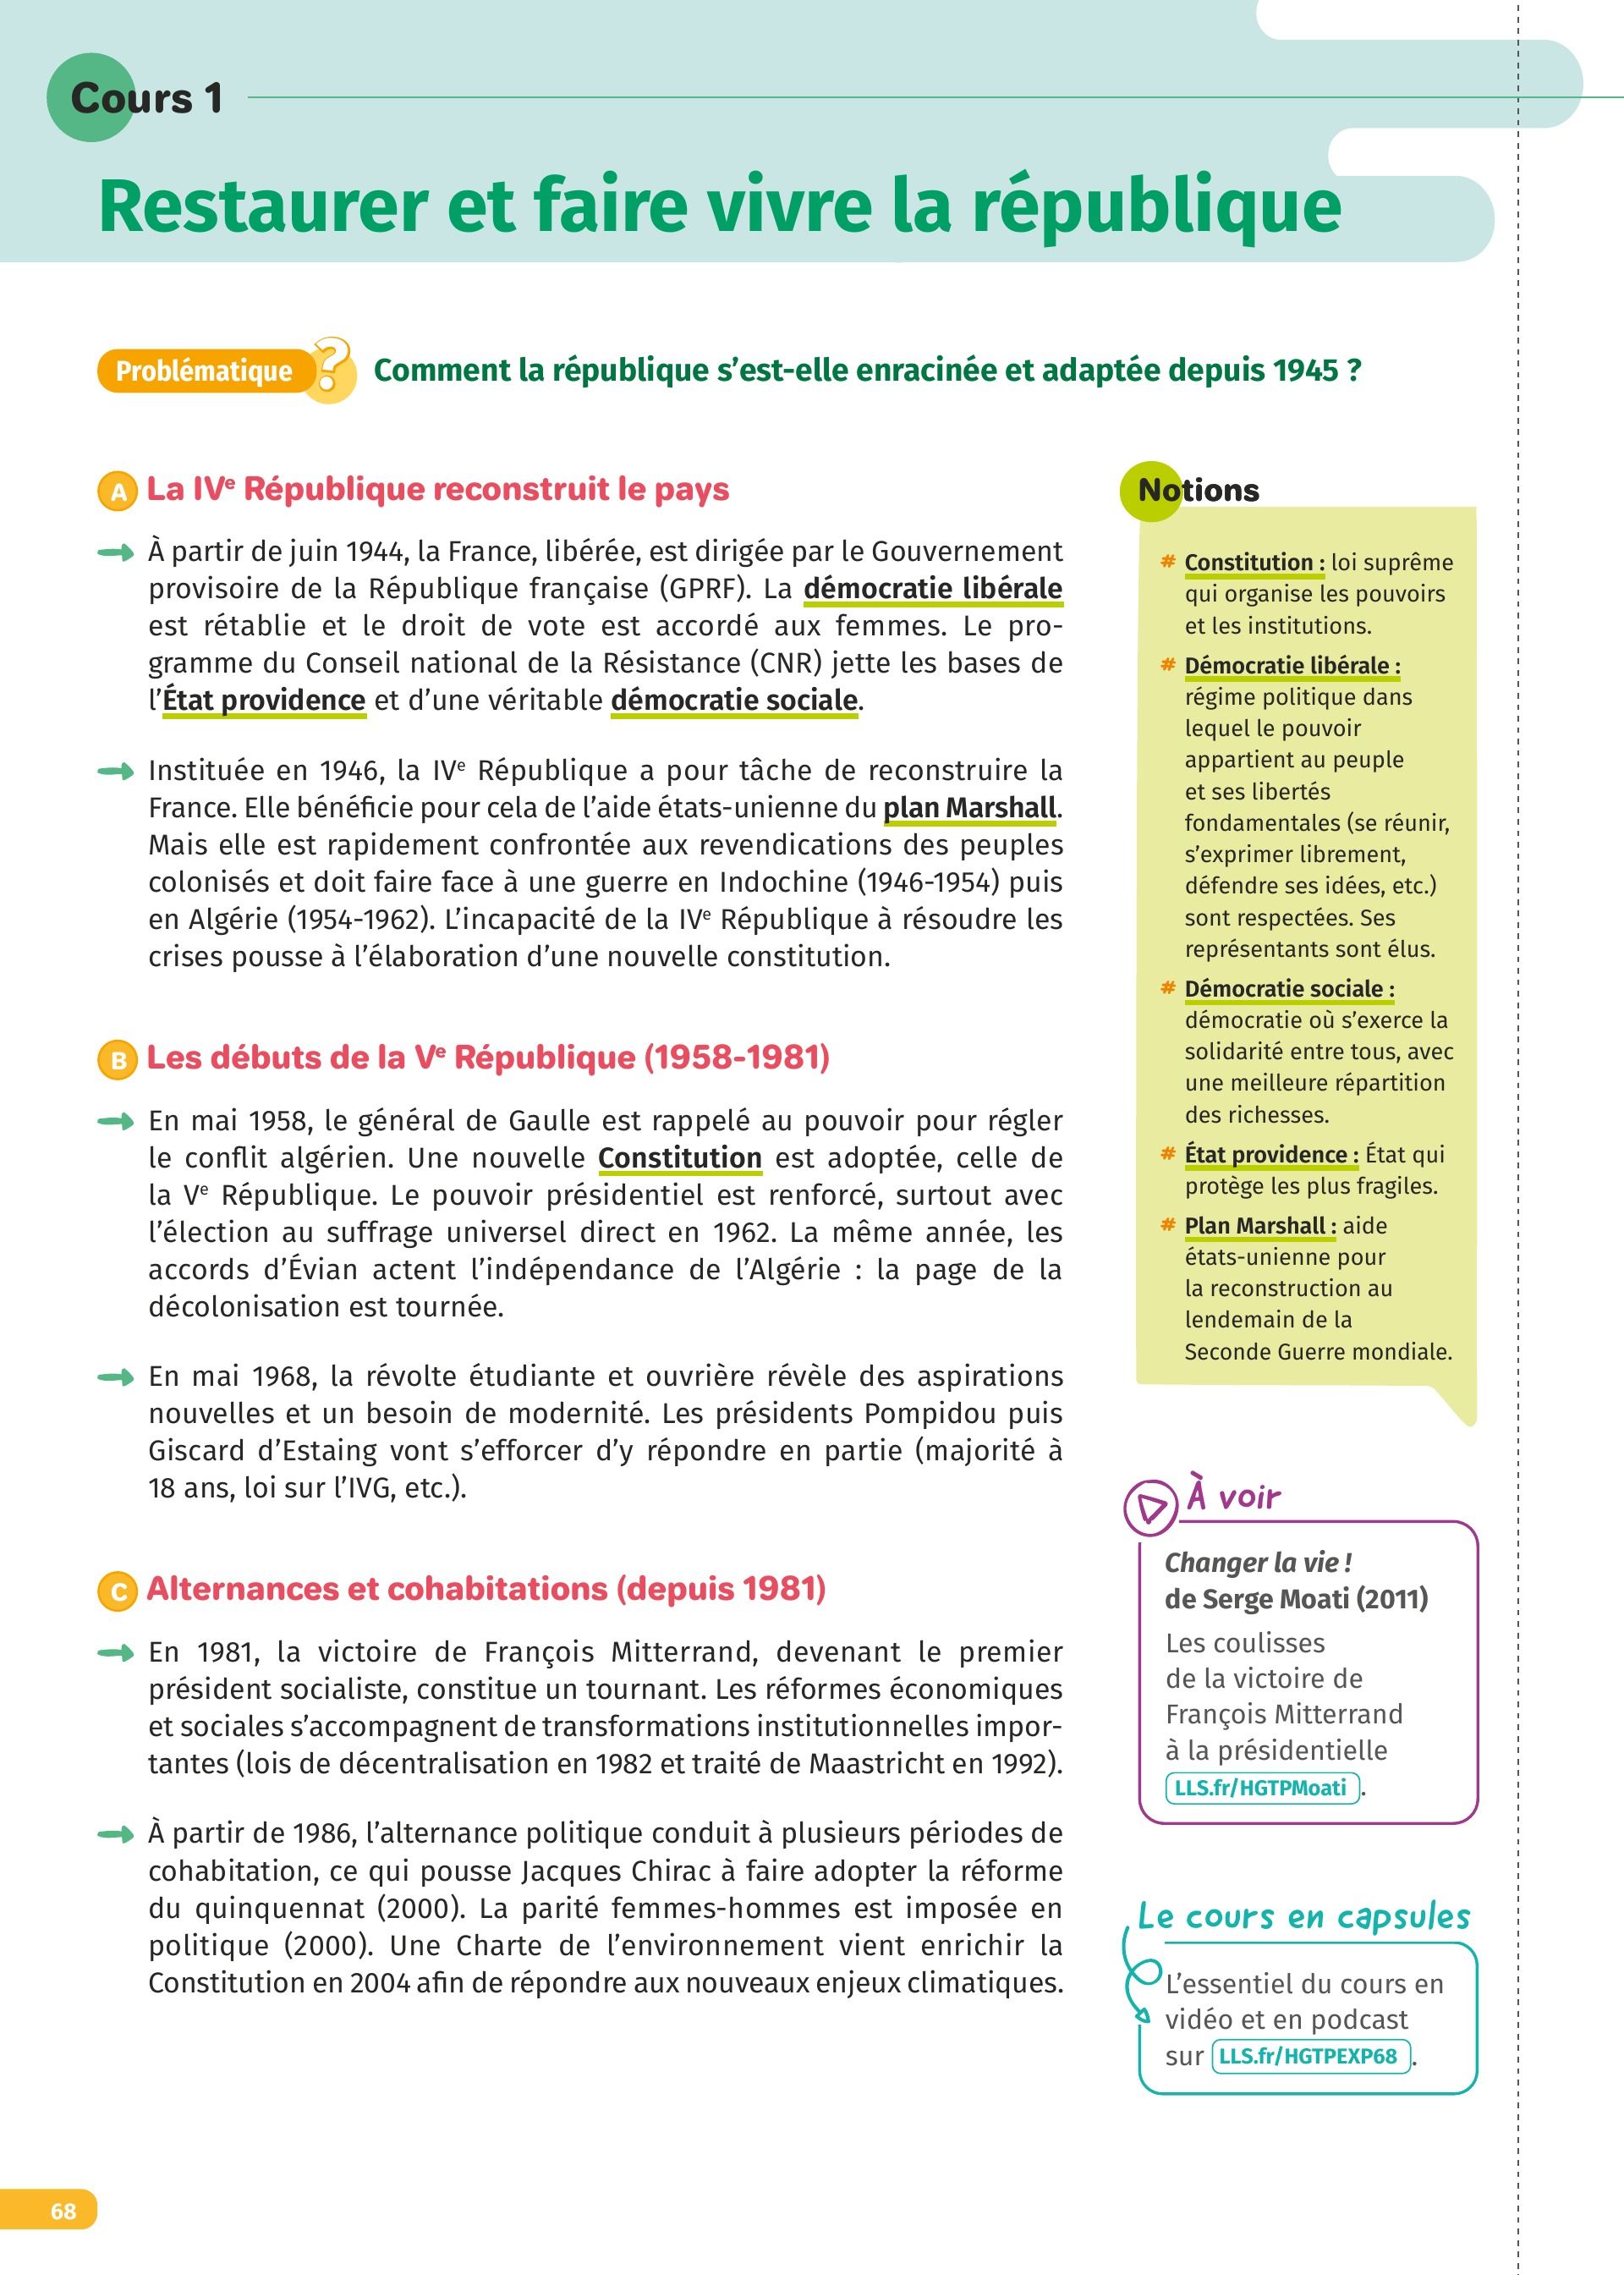 Cours 1
Restaurer et faire vivre la république
Problématique ?
Comment la république s’est-elle enracinée et adaptée depuis 1945 ?
A La IVe République reconstruit le pays
À partir de juin 1944, la France, libérée, est dirigée par le Gouvernement
provisoire de la République française (GPRF). La démocratie libérale
est rétablie et le droit de vote est accordé aux femmes. Le pro-
gramme du Conseil national de la Résistance (CNR) jette les bases de
l’État providence et d’une véritable démocratie sociale.
Instituée en 1946, la IVe République a pour tâche de reconstruire la
France. Elle bénéficie pour cela de l’aide états-unienne du plan Marshall.
Mais elle est rapidement confrontée aux revendications des peuples
colonisés et doit faire face à une guerre en Indochine (1946-1954) puis
en Algérie (1954-1962). L’incapacité de la IVe République à résoudre les
crises pousse à l’élaboration d’une nouvelle constitution.
B Les débuts de la Ve République (1958-1981)
En mai 1958, le général de Gaulle est rappelé au pouvoir pour régler
le conflit algérien. Une nouvelle Constitution est adoptée, celle de
la Ve République. Le pouvoir présidentiel est renforcé, surtout avec
l’élection au suffrage universel direct en 1962. La même année, les
accords d’Évian actent l’indépendance de l’Algérie : la page de la
décolonisation est tournée.
En mai 1968, la révolte étudiante et ouvrière révèle des aspirations
nouvelles et un besoin de modernité. Les présidents Pompidou puis
Giscard d’Estaing vont s’efforcer d’y répondre en partie (majorité à
18 ans, loi sur l’IVG, etc.).
C Alternances et cohabitations (depuis 1981)
En 1981, la victoire de François Mitterrand, devenant le premier
président socialiste, constitue un tournant. Les réformes économiques
et sociales s’accompagnent de transformations institutionnelles impor-
tantes (lois de décentralisation en 1982 et traité de Maastricht en 1992).
À partir de 1986, l’alternance politique conduit à plusieurs périodes de
cohabitation, ce qui pousse Jacques Chirac à faire adopter la réforme
du quinquennat (2000). La parité femmes-hommes est imposée en
politique (2000). Une Charte de l’environnement vient enrichir la
Constitution en 2004 afin de répondre aux nouveaux enjeux climatiques.
Notions
# Constitution : loi suprême
qui organise les pouvoirs
et les institutions.
# Démocratie libérale :
régime politique dans
lequel le pouvoir
appartient au peuple
et ses libertés
fondamentales (se réunir,
s’exprimer librement,
défendre ses idées, etc.)
sont respectées. Ses
représentants sont élus.
# Démocratie sociale :
démocratie où s’exerce la
solidarité entre tous, avec
une meilleure répartition
des richesses.
# État providence : État qui
protège les plus fragiles.
# Plan Marshall : aide
états-unienne pour
la reconstruction au
lendemain de la
Seconde Guerre mondiale.
À voir
Changer la vie !
de Serge Moati (2011)
Les coulisses
de la victoire de
François Mitterrand
à la présidentielle
LLS.fr/HGTPMoati .
Le cours en capsules
L’essentiel du cours en
vidéo et en podcast
sur LLS.fr/HGTPEXP68 .
68